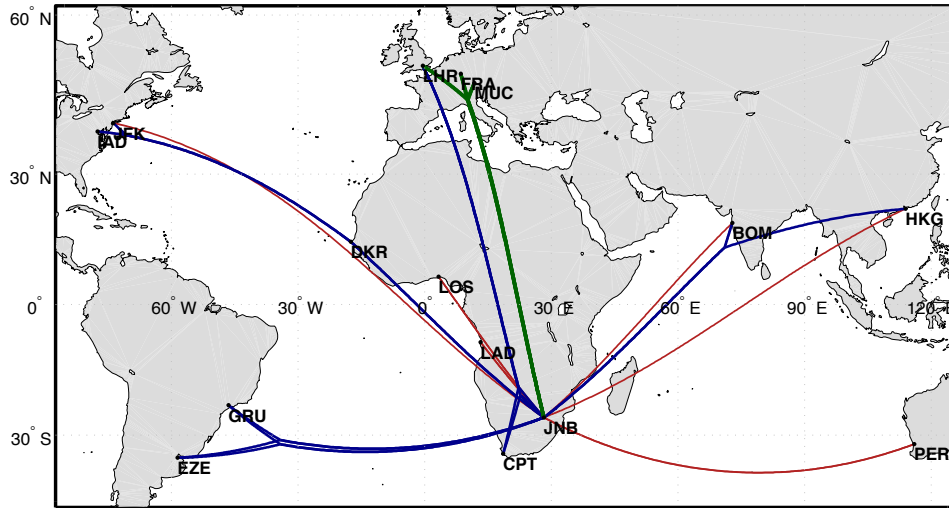 60° N
LHR
FRA
MUC
JFK
IAD
30° N
HKG
BOM
DKR
LOS
0°
60° W
30° W
0°
30° E
60° E
90° E
120° E
LAD
GRU
JNB
30° S
EZE
CPT
PER